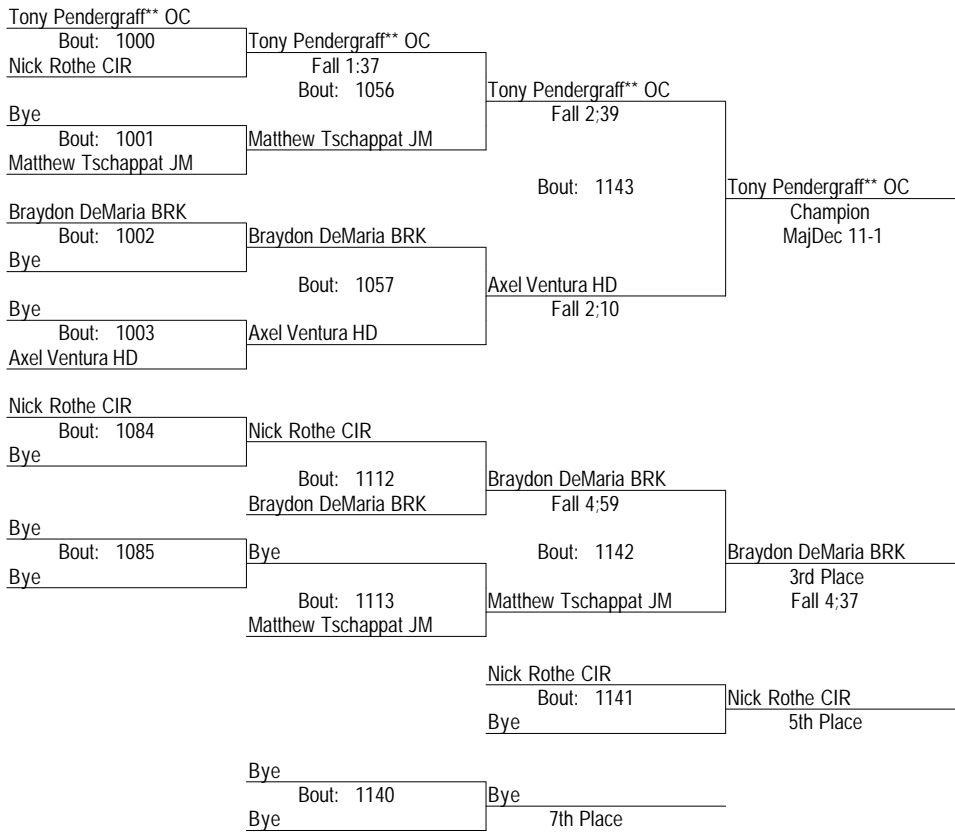 Tony Pendergraff** OC
Bout: 1000
Nick Rothe CIR
Tony Pendergraff** OC
Fall 1:37
Bout: 1056
Bye
Bout: 1001
Matthew Tschappat JM
Matthew Tschappat JM
Tony Pendergraff** OC
Fall 2;39
Bout: 1143
Tony Pendergraff** OC
Champion
MajDec 11-1
Braydon DeMaria BRK
Bout: 1002
Bye
Braydon DeMaria BRK
Bout: 1057
Bye
Bout: 1003
Axel Ventura HD
Axel Ventura HD
Axel Ventura HD
Fall 2;10
Nick Rothe CIR
Bout: 1084
Bye
Nick Rothe CIR
Bout: 1112
Braydon DeMaria BRK
Braydon DeMaria BRK
Fall 4;59
Bye
Bout: 1085
Bye
Bye
Bout: 1113
Matthew Tschappat JM
Bout: 1142
Matthew Tschappat JM
Braydon DeMaria BRK
3rd Place
Fall 4;37
Nick Rothe CIR
Bout: 1141
Bye
Nick Rothe CIR
5th Place
Bye
Bout: 1140
Bye
Bye
7th Place